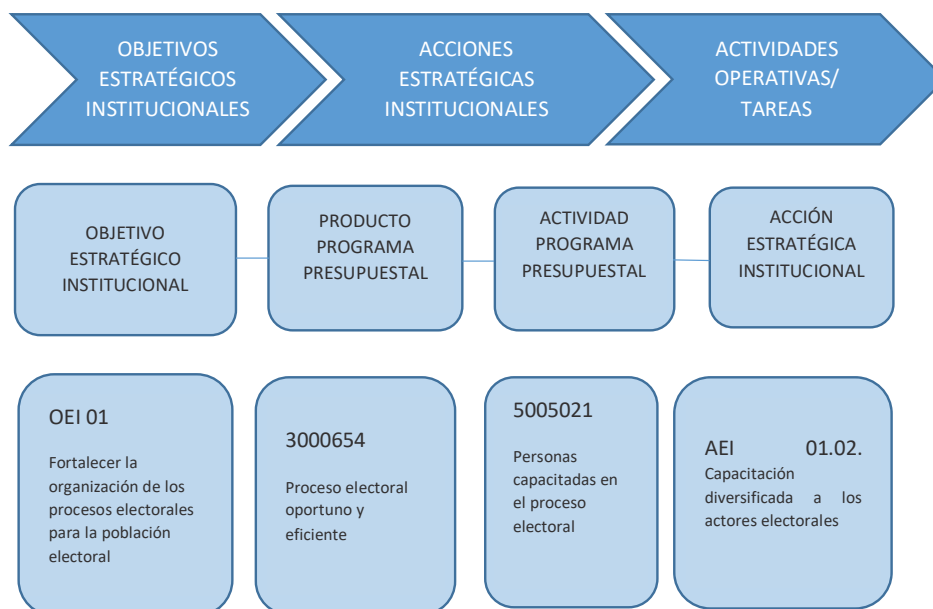 OBJETIVOS
ESTRATÉGICOS
INSTITUCIONALES
ACCIONES
ESTRATÉGICAS
INSTITUCIONALES
ACTIVIDADES
OPERATIVAS/
TAREAS
OBJETIVO
ESTRATÉGICO
INSTITUCIONAL
PRODUCTO
PROGRAMA
PRESUPUESTAL
ACTIVIDAD
PROGRAMA
PRESUPUESTAL
ACCIÓN
ESTRATÉGICA
INSTITUCIONAL
OEI 01
Fortalecer la
organización de los
procesos electorales
para la población
electoral
3000654
Proceso electoral
oportuno y
eficiente
5005021
Personas
capacitadas en
el proceso
electoral
AEI 01.02.
Capacitación
diversificada a los
actores electorales